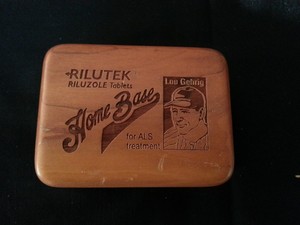 RILUTEK
RILUZOLE Tablets
Home Base
for ALS
treatment
Lou Gehrig